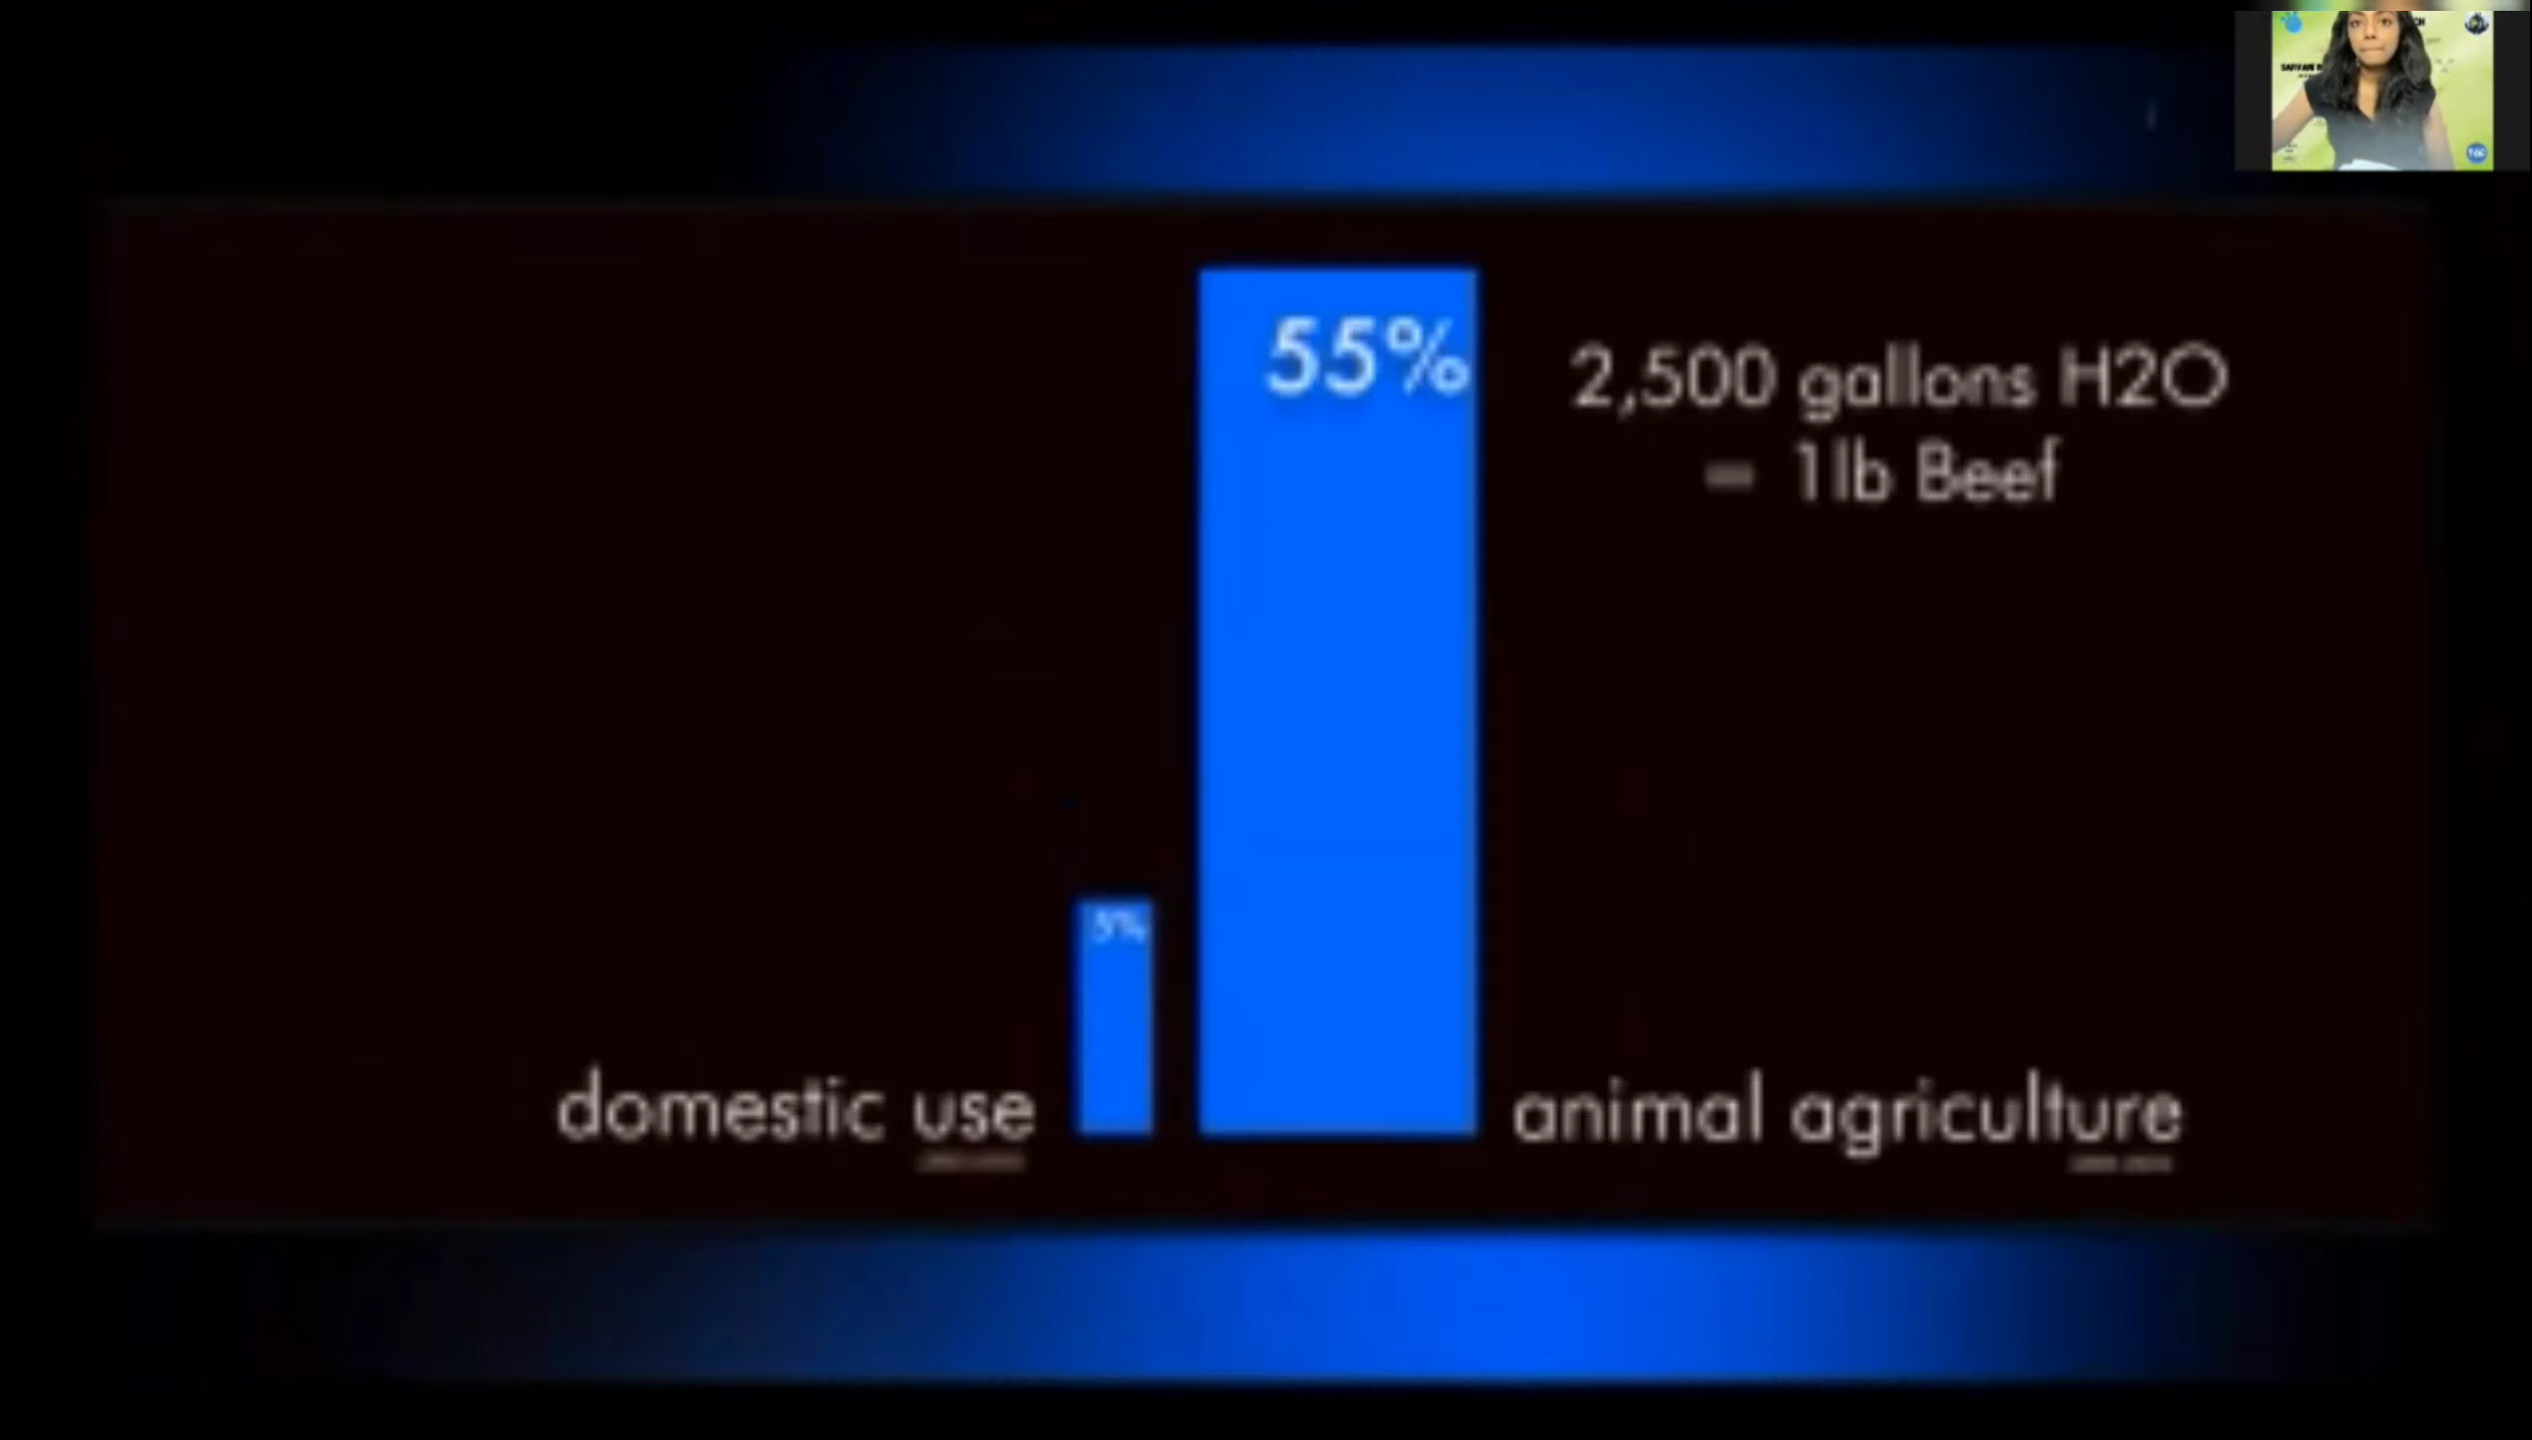 55%
2,500 gallons H2O
= 1lb Beef
5%
domestic use
animal agriculture